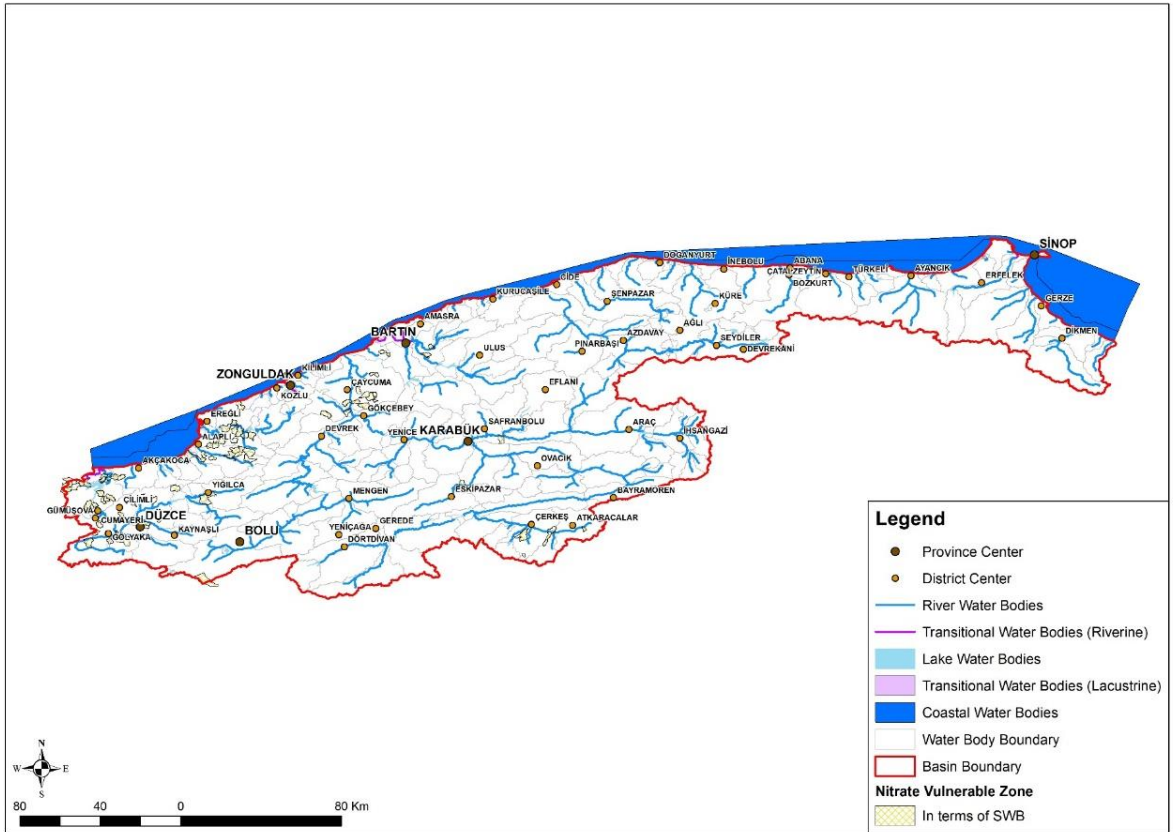 SİNOP
DOĞANYURT
İNEBOLU
ABANA
ÇATALZEYTİN
TÜRKELİ
AYANCIK
BOZKURT
ERFELEK
CİDE
KURUCAŞİLE
ŞENPAZAR
KÜRE
GERZE
AMASRA
AĞLI
DİKMEN
BARTIN
AZDAVAY
PINARBAŞI
SEYDİLER
DEVREKANİ
ULUS
KİLİMLİ
ZONGULDAK
KOZLU
ÇAYCUMA
EFLANİ
EREĞLİ
GÖKÇEBEY
SAFRANBOLU
ALAPLI
DEVREK
YENİCE
KARABÜK
ARAÇ
İHSANGAZİ
AKÇAKOCA
OVACIK
YIĞILCA
MENGEN
ESKİPAZAR
BAYRAMÖREN
ÇİLİMLİ
GÜMÜŞOVA
CUMAYERİ
DÜZCE
GÖLYAKA
KAYNAŞLI
BOLU
YENİÇAĞA
GEREDE
DÖRTDİVAN
ÇERKEŞ
ATKARACALAR
Legend
Province Center
District Center
River Water Bodies
Transitional Water Bodies (Riverine)
Lake Water Bodies
Transitional Water Bodies (Lacustrine)
Coastal Water Bodies
Water Body Boundary
Basin Boundary
Nitrate Vulnerable Zone
In terms of SWB
N
W E
S
80 40 0 80 Km